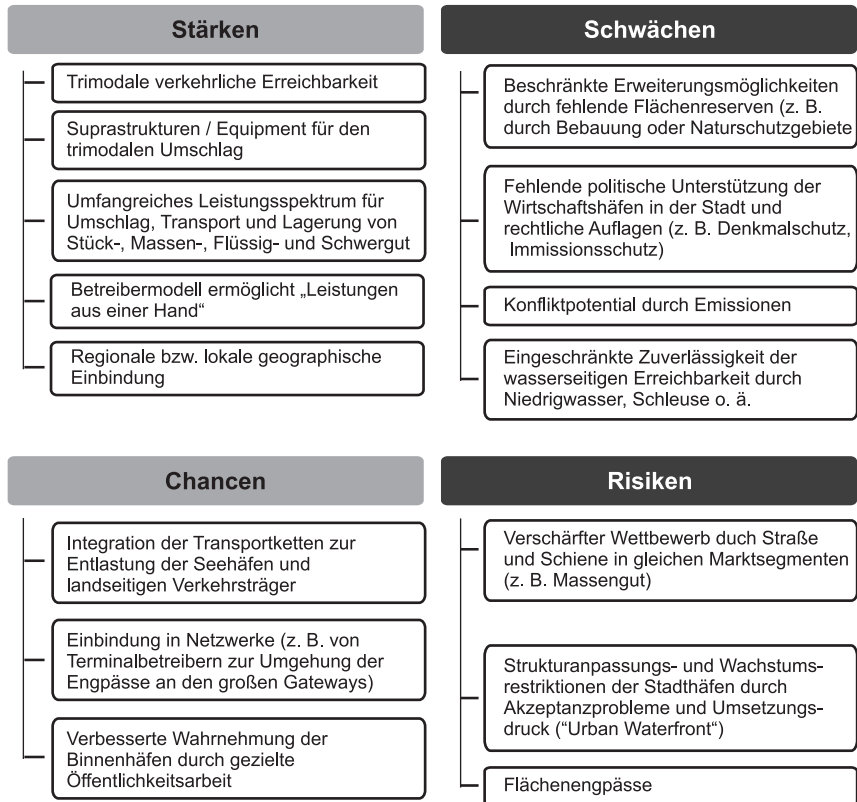 Stärken
Trimodale verkehrliche Erreichbarkeit
Suprastrukturen / Equipment für den
trimodalen Umschlag
Umfangreiches Leistungsspektrum für
Umschlag, Transport und Lagerung von
Stück-, Massen-, Flüssig- und Schwergut
Betreibermodell ermöglicht „Leistungen
aus einer Hand“
Regionale bzw. lokale geographische
Einbindung
Schwächen
Beschränkte Erweiterungsmöglichkeiten
durch fehlende Flächenreserven (z. B.
durch Bebauung oder Naturschutzgebiete
Fehlende politische Unterstützung der
Wirtschaftshäfen in der Stadt und
rechtliche Auflagen (z. B. Denkmalschutz,
Immissionsschutz)
Konfliktpotential durch Emissionen
Eingeschränkte Zuverlässigkeit der
wasserseitigen Erreichbarkeit durch
Niedrigwasser, Schleuse o. ä.
Chancen
Integration der Transportketten zur
Entlastung der Seehäfen und
landseitigen Verkehrsträger
Einbindung in Netzwerke (z. B. von
Terminalbetreibern zur Umgehung der
Engpässe an den großen Gateways)
Verbesserte Wahrnehmung der
Binnenhäfen durch gezielte
Öffentlichkeitsarbeit
Risiken
Verschärfter Wettbewerb duch Straße
und Schiene in gleichen Marktsegmenten
(z. B. Massengut)
Strukturanpassungs- und Wachstums-
restriktionen der Stadthäfen durch
Akzeptanzprobleme und Umsetzungs-
druck (“Urban Waterfront“)
Flächenengpässe